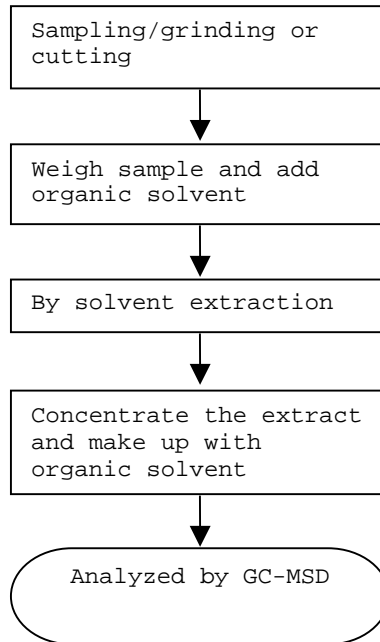 Sampling/grinding or
cutting
Weigh sample and add
organic solvent
By solvent extraction
Concentrate the extract
and make up with
organic solvent
Analyzed by GC-MSD